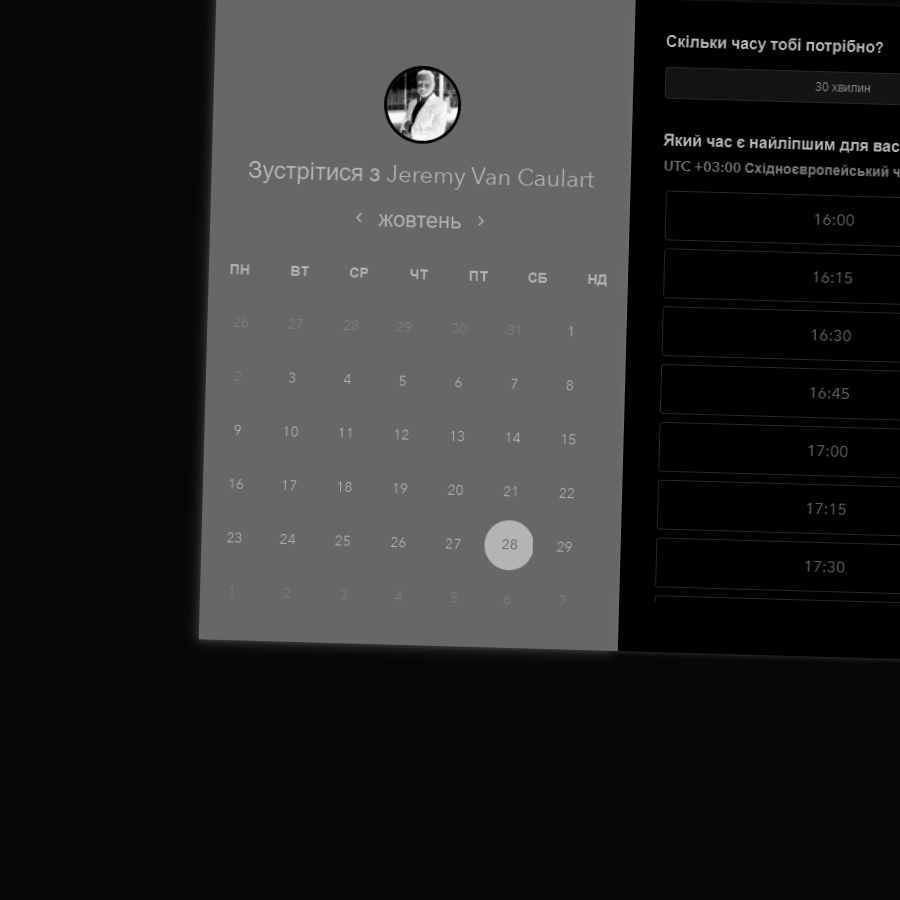 Зустрітися з Jeremy Van Caulart
‹ жовтень ›
ПН ВТ СР ЧТ ПТ СБ НД
26 27 28 29 30 31 1
2 3 4 5 6 7 8
9 10 11 12 13 14 15
16 17 18 19 20 21 22
23 24 25 26 27 28 29
1 2 3 4 5 6 7
Скільки часу тобі потрібно?
30 хвилин
Який час є найліпшим для вас
UTC +03:00 Східноєвропейський
16:00
16:15
16:30
16:45
17:00
17:15
17:30